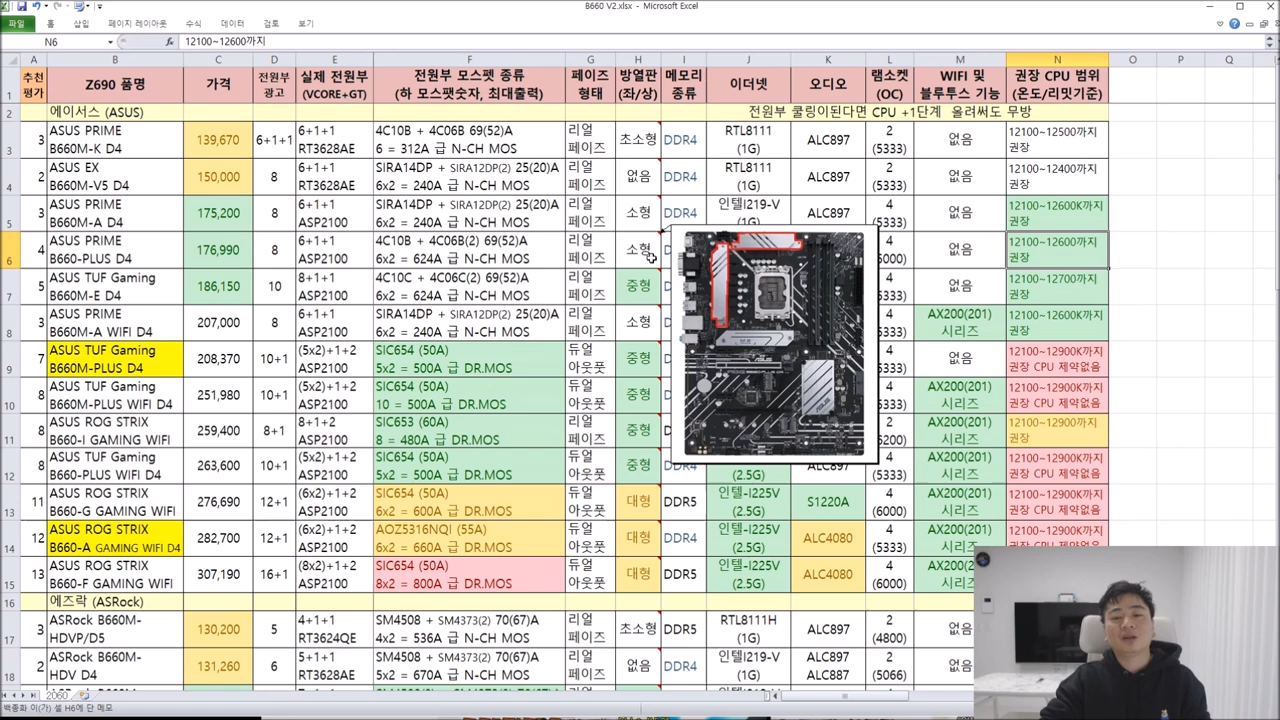 B660 V2.xlsx - Microsoft Excel
파일 홈 삽입 페이지 레이아웃 수식 데이터 검토 보기
N6 fx 12100~12600까지
A B C D E F G H I J K L M N O P Q R
1 추천 평가 Z690 품명 가격 전원부 광고 실제 전원부 (VCORE+GT) 전원부 모스펫 종류 (하 모스팻숫자, 최대출력) 페이즈 형태 방열판 (좌/상) 메모리 종류 이더넷 오디오 램소켓 (OC) WIFI 및 블루투스 기능 권장 CPU 범위 (온도/리밋기준)
2 에이서스 (ASUS) 전원부 쿨링이된다면 CPU +1단계 올려써도 무방
3 3 ASUS PRIME B660M-K D4 139,670 6+1+1 6+1+1 RT3628AE 4C10B + 4C06B 69(52)A 6 = 312A 급 N-CH MOS 리얼 페이즈 초소형 DDR4 RTL8111 (1G) ALC897 2 (5333) 없음 12100~12500까지 권장
4 2 ASUS EX B660M-V5 D4 150,000 8 6+1+1 RT3628AE SIRA14DP + SIRA12DP(2) 25(20)A 6x2 = 240A 급 N-CH MOS 리얼 페이즈 없음 DDR4 RTL8111 (1G) ALC897 2 (5333) 없음 12100~12400까지 권장
5 3 ASUS PRIME B660M-A D4 175,200 8 6+1+1 ASP2100 SIRA14DP + SIRA12DP(2) 25(20)A 6x2 = 240A 급 N-CH MOS 리얼 페이즈 소형 DDR4 인텔I219-V (1G) ALC897 4 (5333) 없음 12100~12600K까지 권장
6 4 ASUS PRIME B660-PLUS D4 176,990 8 6+1+1 ASP2100 4C10B + 4C06B(2) 69(52)A 6x2 = 624A 급 N-CH MOS 리얼 페이즈 소형 4 없음 12100~12600까지 권장
7 5 ASUS TUF Gaming B660M-E D4 186,150 10 8+1+1 ASP2100 4C10C + 4C06C(2) 69(52)A 6x2 = 624A 급 N-CH MOS 리얼 페이즈 중형 4 없음 12100~12700까지 권장
8 3 ASUS PRIME B660M-A WIFI D4 207,000 8 6+1+1 ASP2100 SIRA14DP + SIRA12DP(2) 25(20)A 6x2 = 240A 급 N-CH MOS 리얼 페이즈 소형 4 AX200(201) 시리즈 12100~12600까지 권장
9 7 ASUS TUF Gaming B660M-PLUS D4 208,370 10+1 (5x2)+1+2 ASP2100 SIC654 (50A) 5x2 = 500A 급 DR.MOS 듀얼 아웃풋 중형 4 없음 12100~12900K까지 권장 CPU 제약없음
10 8 ASUS TUF Gaming B660M-PLUS WIFI D4 251,980 10+1 (5x2)+1+2 ASP2100 SIC654 (50A) 10 = 500A 급 DR.MOS 듀얼 아웃풋 중형 4 AX200(201) 시리즈 12100~12900K까지 권장 CPU 제약없음
11 8 ASUS ROG STRIX B660-I GAMING WIFI 259,400 8+1 8+1+2 ASP2100 SIC653 (60A) 8 = 480A 급 DR.MOS 리얼 페이즈 중형 2 AX200(201) 시리즈 12100~12900까지 권장
12 8 ASUS TUF Gaming B660-PLUS WIFI D4 263,600 10+1 (5x2)+1+2 ASP2100 SIC654 (50A) 5x2 = 500A 급 DR.MOS 듀얼 아웃풋 중형 (2.5G) ALC897 4 (5333) AX200(201) 시리즈 12100~12900K까지 권장 CPU 제약없음
13 11 ASUS ROG STRIX B660-G GAMING WIFI 276,690 12+1 (6x2)+1+2 ASP2100 SIC654 (50A) 6x2 = 600A 급 DR.MOS 듀얼 아웃풋 대형 DDR5 인텔-I225V (2.5G) S1220A 4 (6000) AX200(201) 시리즈 12100~12900K까지 권장 CPU 제약없음
14 12 ASUS ROG STRIX B660-A GAMING WIFI D4 282,700 12+1 (6x2)+1+2 ASP2100 AOZ5316NQI (55A) 6x2 = 660A 급 DR.MOS 듀얼 아웃풋 대형 DDR4 인텔-I225V (2.5G) ALC4080 4 (5333) AX200(201) 시리즈 12100~12900K까지
15 13 ASUS ROG STRIX B660-F GAMING WIFI 307,190 16+1 (8x2)+1+2 ASP2100 SIC654 (50A) 8x2 = 800A 급 DR.MOS 듀얼 아웃풋 대형 DDR5 인텔-I225V (2.5G) ALC4080 4 (6000)
16 에즈락 (ASRock)
17 3 ASRock B660M-HDVP/D5 130,200 5 4+1+1 RT3624QE SM4508 + SM4373(2) 70(67)A 4x2 = 536A 급 N-CH MOS 리얼 페이즈 초소형 DDR5 RTL8111H (1G) ALC897 2 (4800) 없음
18 2 ASRock B660M-HDV D4 131,260 6 5+1+1 RT3628AE SM4508 + SM4373(2) 70(67)A 리얼 페이즈 없음 DDR4 인텔I219-V (1G) ALC897 2 (5066) 없음
2060
백종화 이(가) 셀 H6에 단 메모